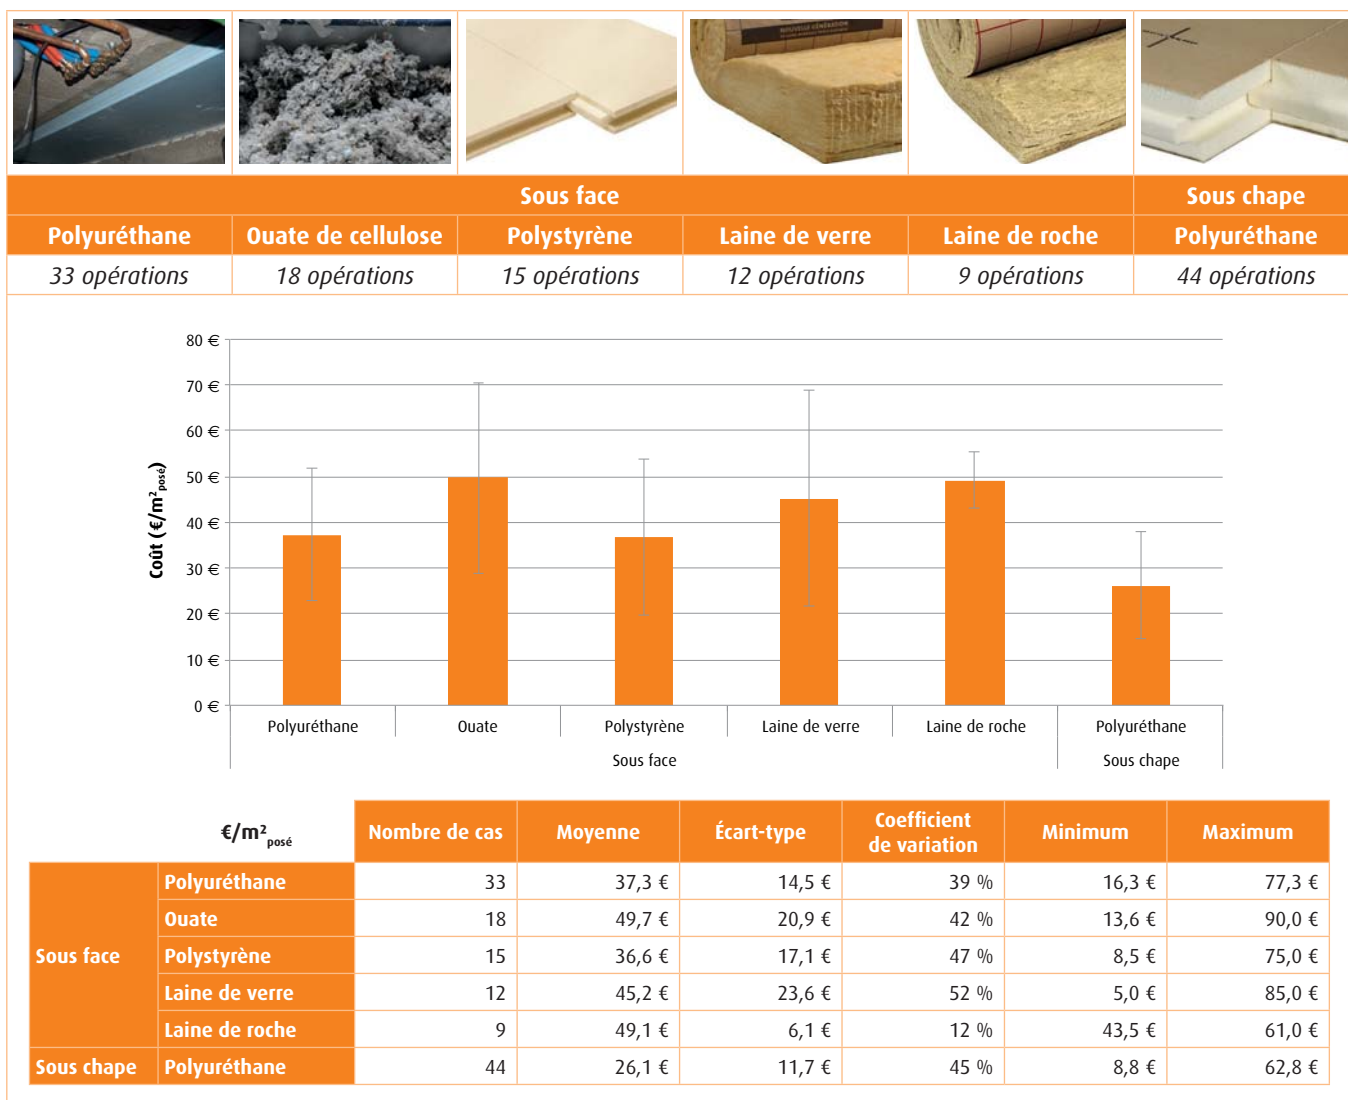 NOUVELLE GÉNÉRATION
Sous face Sous chape
Polyuréthane Ouate de cellulose Polystyrène Laine de verre Laine de roche Polyuréthane
33 opérations 18 opérations 15 opérations 12 opérations 9 opérations 44 opérations
Coût (€/m²posé)
80 €
70 €
60 €
50 €
40 €
30 €
20 €
10 €
0 €
Polyuréthane Ouate Polystyrène Laine de verre Laine de roche Polyuréthane
Sous face Sous chape
€/m²posé Nombre de cas Moyenne Écart-type Coefficient de variation Minimum Maximum
Sous face
Polyuréthane 33 37,3 € 14,5 € 39 % 16,3 € 77,3 €
Ouate 18 49,7 € 20,9 € 42 % 13,6 € 90,0 €
Polystyrène 15 36,6 € 17,1 € 47 % 8,5 € 75,0 €
Laine de verre 12 45,2 € 23,6 € 52 % 5,0 € 85,0 €
Laine de roche 9 49,1 € 6,1 € 12 % 43,5 € 61,0 €
Sous chape Polyuréthane 44 26,1 € 11,7 € 45 % 8,8 € 62,8 €